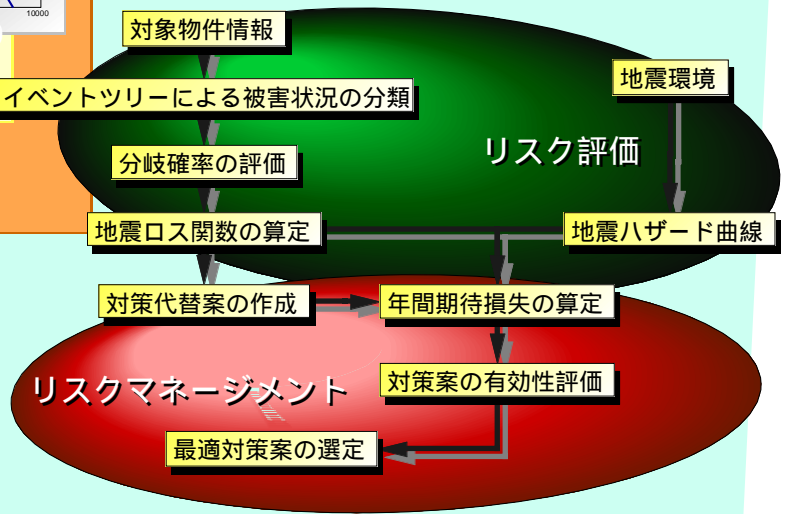 10000
対象物件情報
イベントツリーによる被害状況の分類
地震環境
リスク評価
分岐確率の評価
地震ロス関数の算定
地震ハザード曲線
対策代替案の作成
年間期待損失の算定
リスクマネージメント
対策案の有効性評価
最適対策案の選定